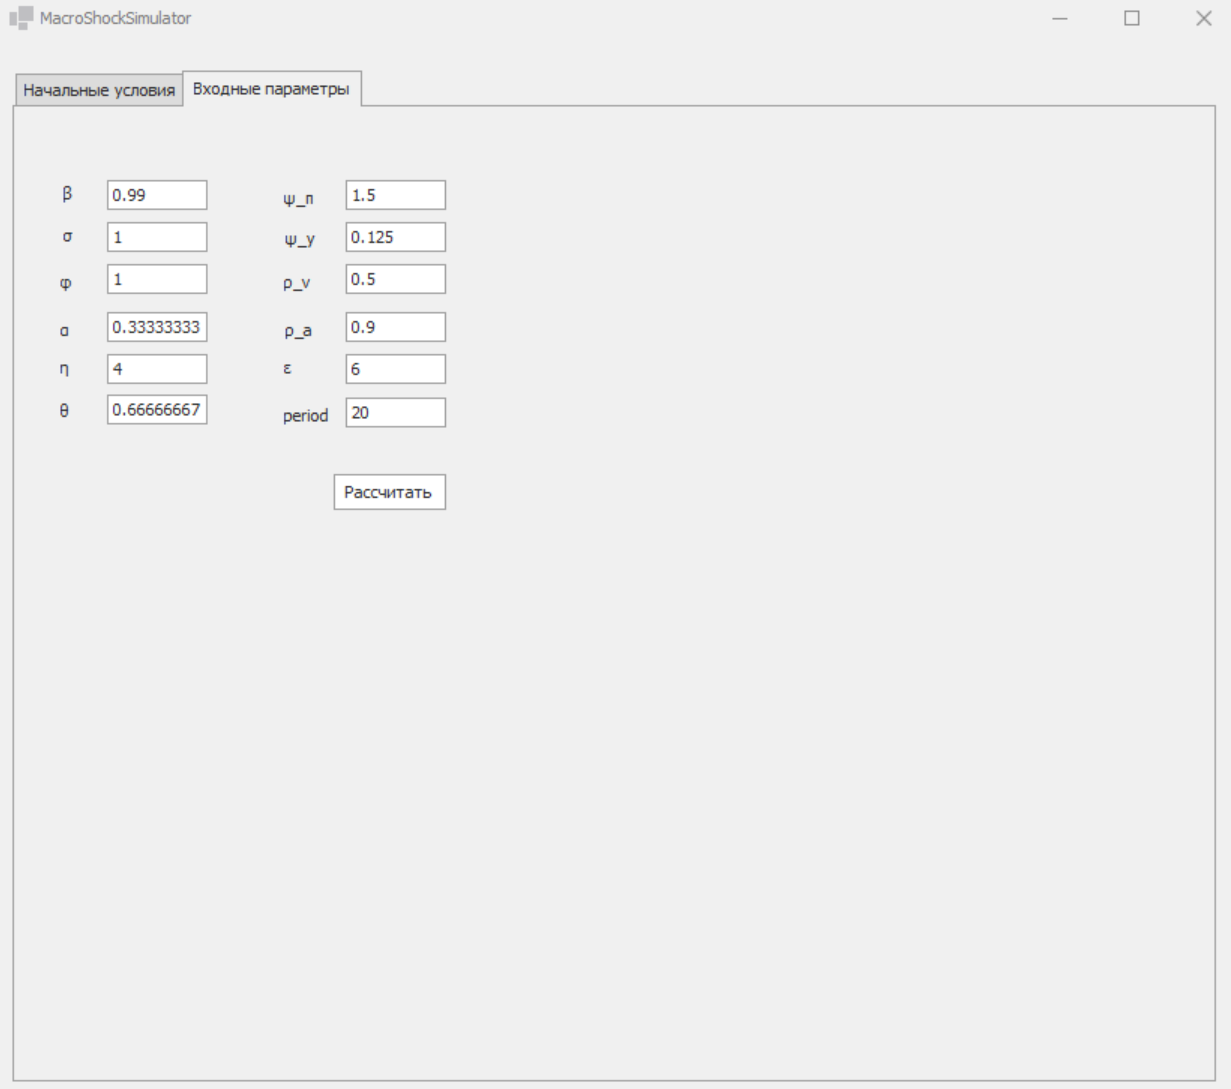 MacroShockSimulator
Начальные условия Входные параметры
β 0.99 ψ_π 1.5
σ 1 ψ_y 0.125
φ 1 ρ_v 0.5
α 0.33333333 ρ_a 0.9
η 4 ε 6
θ 0.66666667 period 20
Рассчитать